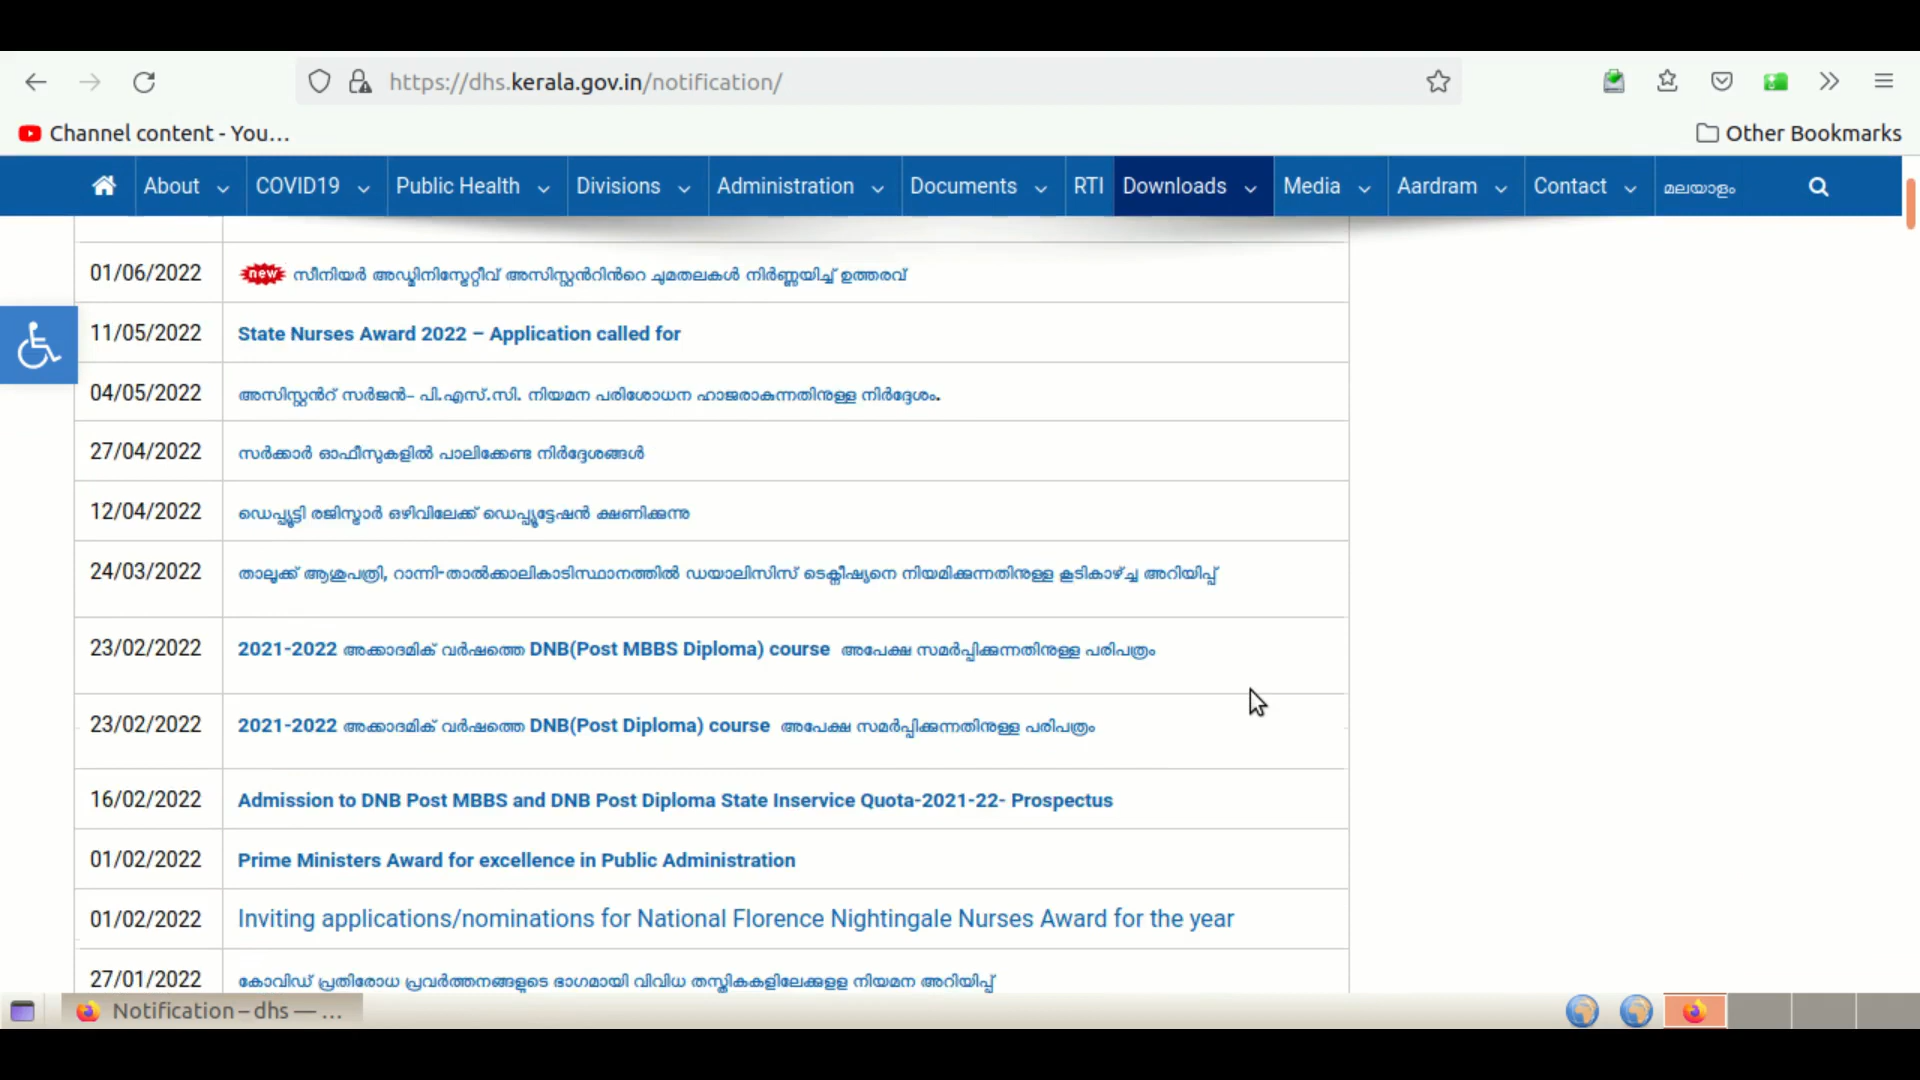 https://dhs.kerala.gov.in/notification/
Channel content - You...
Other Bookmarks
About COVID19 Public Health Divisions Administration Documents RTI Downloads Media Aardram Contact മലയാളം
01/06/2022 new സീനിയർ അഡ്മിനിസ്ട്രേറ്റീവ് അസിസ്റ്റൻറിൻറെ ചുമതലകൾ നിർണ്ണയിച്ച് ഉത്തരവ്
11/05/2022 State Nurses Award 2022 – Application called for
04/05/2022 അസിസ്റ്റൻറ് സർജൻ– പി.എസ്.സി. നിയമന പരിശോധന ഹാജരാകുന്നതിനുള്ള നിർദ്ദേശം.
27/04/2022 സർക്കാർ ഓഫീസുകളിൽ പാലിക്കേണ്ട നിർദ്ദേശങ്ങൾ
12/04/2022 ഡെപ്പ്യൂട്ടി രജിസ്ട്രാർ ഒഴിവിലേക്ക് ഡെപ്പ്യൂട്ടേഷൻ ക്ഷണിക്കുന്നു
24/03/2022 താലൂക്ക് ആശുപത്രി, റാന്നി-താൽക്കാലികാടിസ്ഥാനത്തിൽ ഡയാലിസിസ് ടെക്നീഷ്യനെ നിയമിക്കുന്നതിനുള്ള കൂടികാഴ്ച്ച അറിയിപ്പ്
23/02/2022 2021-2022 അക്കാദമിക് വർഷത്തെ DNB(Post MBBS Diploma) course അപേക്ഷ സമർപ്പിക്കുന്നതിനുള്ള പരിപത്രം
23/02/2022 2021-2022 അക്കാദമിക് വർഷത്തെ DNB(Post Diploma) course അപേക്ഷ സമർപ്പിക്കുന്നതിനുള്ള പരിപത്രം
16/02/2022 Admission to DNB Post MBBS and DNB Post Diploma State Inservice Quota-2021-22- Prospectus
01/02/2022 Prime Ministers Award for excellence in Public Administration
01/02/2022 Inviting applications/nominations for National Florence Nightingale Nurses Award for the year
27/01/2022 കോവിഡ് പ്രതിരോധ പ്രവർത്തനങ്ങളുടെ ഭാഗമായി വിവിധ തസ്തികകളിലേക്കുളള നിയമന അറിയിപ്പ്
Notification – dhs — ...